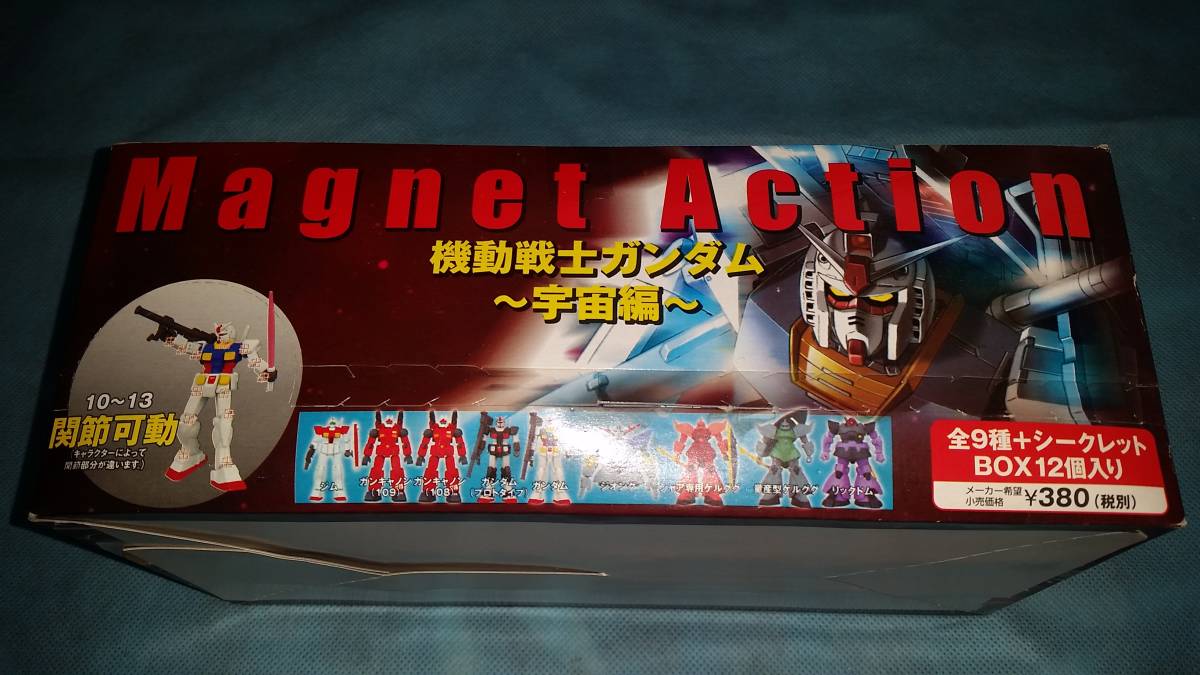 Magnet Action
機動戦士ガンダム
～宇宙編～
10～13
関節可動
(キャラクターによって
関節部分が違います。)
ジム
ガンキャノン
(109)
ガンキャノン
(108)
ガンダム
(プロトタイプ)
ガンダム
ジオング
シャア専用ゲルググ
量産型ゲルググ
リックドム
全9種+シークレット
BOX12個入り
メーカー希望
小売価格
¥380(税別)